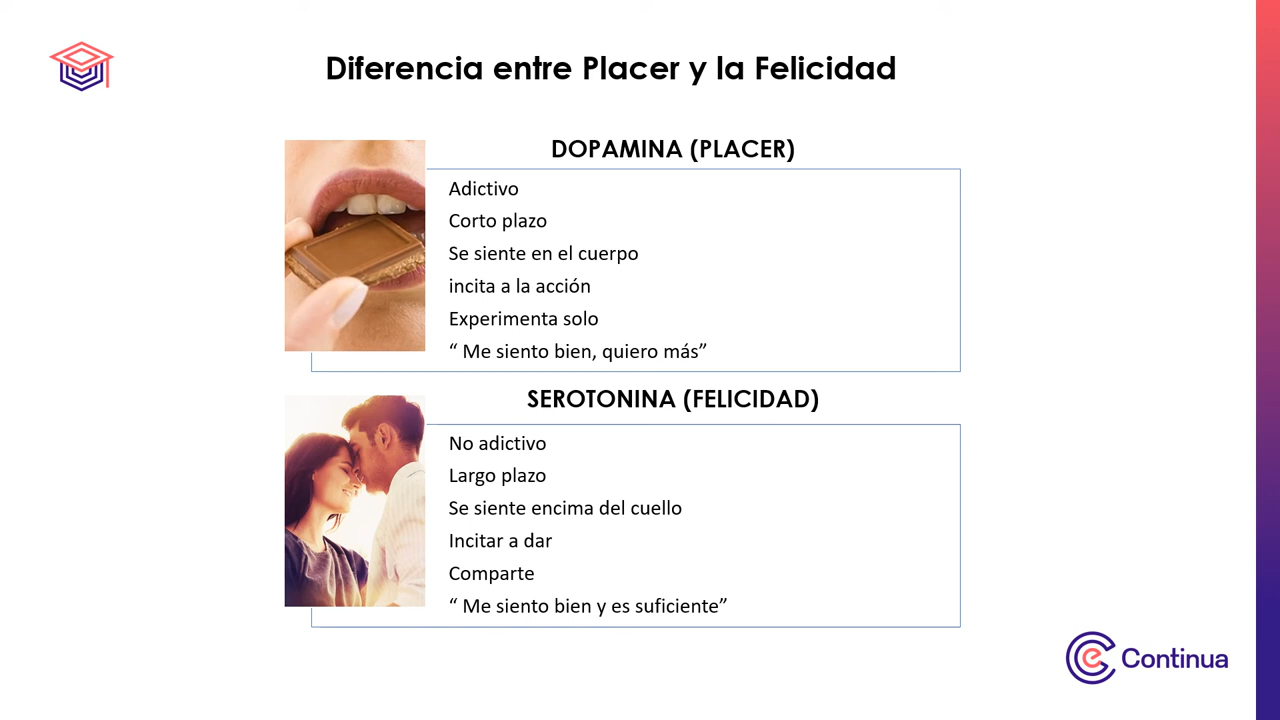 Diferencia entre Placer y la Felicidad
DOPAMINA (PLACER)
Adictivo
Corto plazo
Se siente en el cuerpo
incita a la acción
Experimenta solo
“ Me siento bien, quiero más”
SEROTONINA (FELICIDAD)
No adictivo
Largo plazo
Se siente encima del cuello
Incitar a dar
Comparte
“ Me siento bien y es suficiente”
e Continua